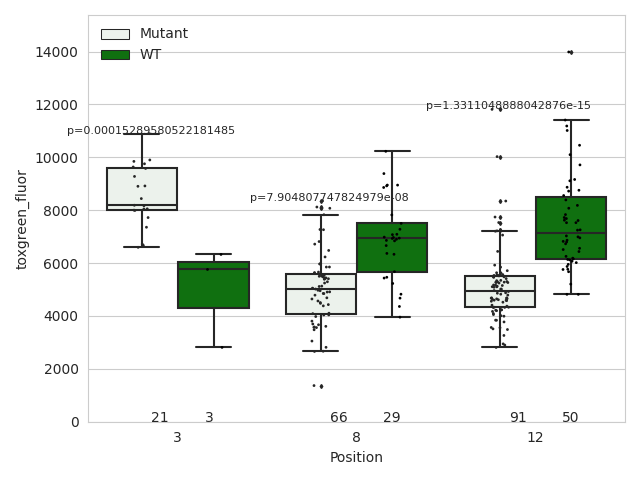 Mutant
WT
14000
12000
10000
8000
6000
4000
2000
0
toxgreen_fluor
p=0.00015289580522181485
p=7.904807747824979e-08
p=1.3311048888042876e-15
21 3 66 29 91 50
3 8 12
Position